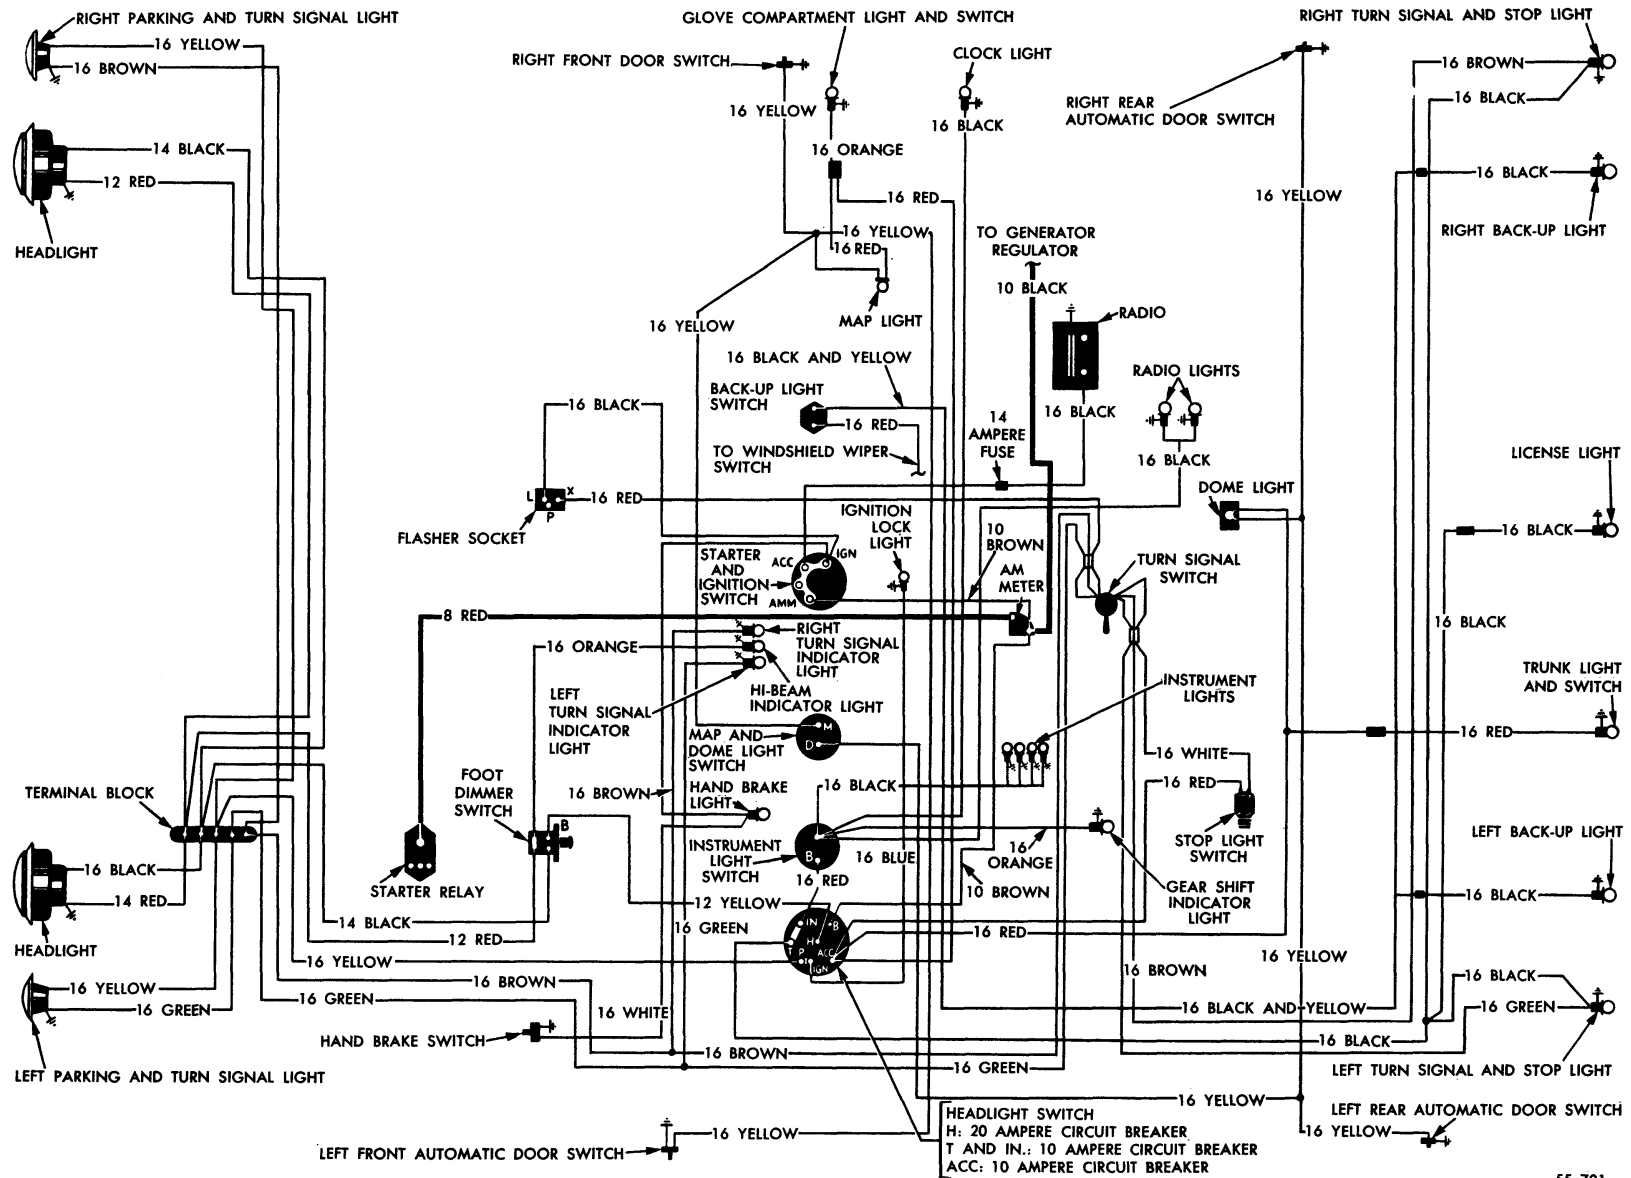 RIGHT PARKING AND TURN SIGNAL LIGHT
GLOVE COMPARTMENT LIGHT AND SWITCH
RIGHT TURN SIGNAL AND STOP LIGHT
16 YELLOW
16 BROWN
RIGHT FRONT DOOR SWITCH
CLOCK LIGHT
16 BROWN
16 YELLOW
16 BLACK
RIGHT REAR
AUTOMATIC DOOR SWITCH
16 BLACK
14 BLACK
12 RED
HEADLIGHT
16 ORANGE
16 RED
16 YELLOW
16 BLACK
RIGHT BACK-UP LIGHT
16 YELLOW
16 RED
TO GENERATOR
REGULATOR
10 BLACK
MAP LIGHT
16 YELLOW
RADIO
16 BLACK AND YELLOW
BACK-UP LIGHT
SWITCH
16 RED
RADIO LIGHTS
16 BLACK
16 BLACK
14
AMPERE
FUSE
TO WINDSHIELD WIPER
SWITCH
16 BLACK
LICENSE LIGHT
L
X
P
16 RED
FLASHER SOCKET
IGNITION
LOCK
LIGHT
DOME LIGHT
16 BLACK
10
BROWN
STARTER
AND
IGNITION
SWITCH
ACC
IGN
AMM
AM
METER
TURN SIGNAL
SWITCH
8 RED
16 BLACK
RIGHT
TURN SIGNAL
INDICATOR
LIGHT
16 ORANGE
HI-BEAM
INDICATOR LIGHT
LEFT
TURN SIGNAL
INDICATOR
LIGHT
INSTRUMENT
LIGHTS
TRUNK LIGHT
AND SWITCH
MAP AND
DOME LIGHT
SWITCH
M
D
16 RED
16 WHITE
16 RED
FOOT
DIMMER
SWITCH
16 BROWN
HAND BRAKE
LIGHT
16 BLACK
TERMINAL BLOCK
B
INSTRUMENT
LIGHT
SWITCH
B
16 BLUE
16
ORANGE
STOP LIGHT
SWITCH
LEFT BACK-UP LIGHT
16 BLACK
14 RED
HEADLIGHT
STARTER RELAY
16 RED
10 BROWN
GEAR SHIFT
INDICATOR
LIGHT
16 BLACK
12 YELLOW
14 BLACK
12 RED
16 GREEN
IN
B
H
T
P
ACC
IGN
16 RED
16 YELLOW
16 YELLOW
16 BROWN
16 BLACK
16 YELLOW
16 GREEN
16 BROWN
16 GREEN
16 WHITE
16 BLACK AND YELLOW
16 GREEN
HAND BRAKE SWITCH
16 BLACK
16 BROWN
16 GREEN
LEFT PARKING AND TURN SIGNAL LIGHT
LEFT TURN SIGNAL AND STOP LIGHT
16 YELLOW
LEFT REAR AUTOMATIC DOOR SWITCH
16 YELLOW
16 YELLOW
LEFT FRONT AUTOMATIC DOOR SWITCH
HEADLIGHT SWITCH
H: 20 AMPERE CIRCUIT BREAKER
T AND IN.: 10 AMPERE CIRCUIT BREAKER
ACC: 10 AMPERE CIRCUIT BREAKER